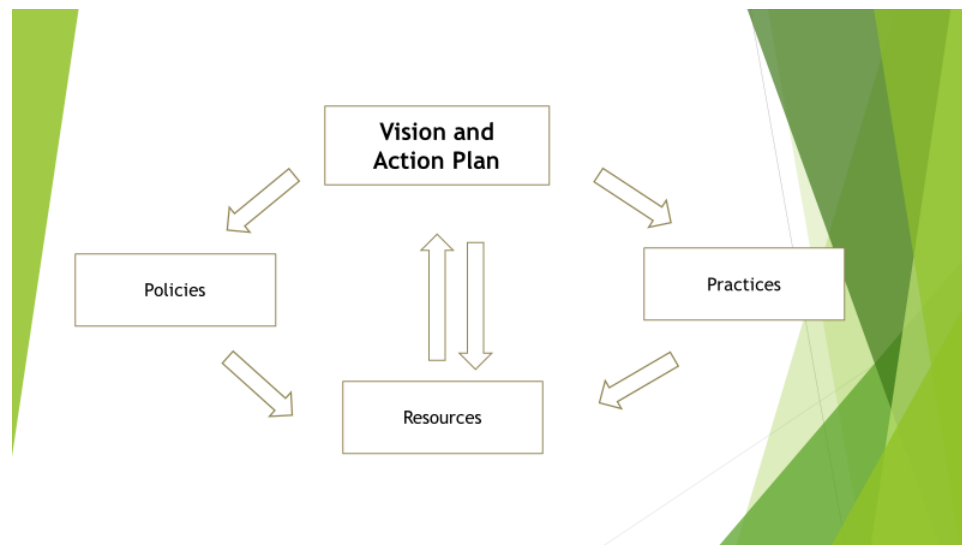 Vision and
Action Plan
Policies
Practices
Resources